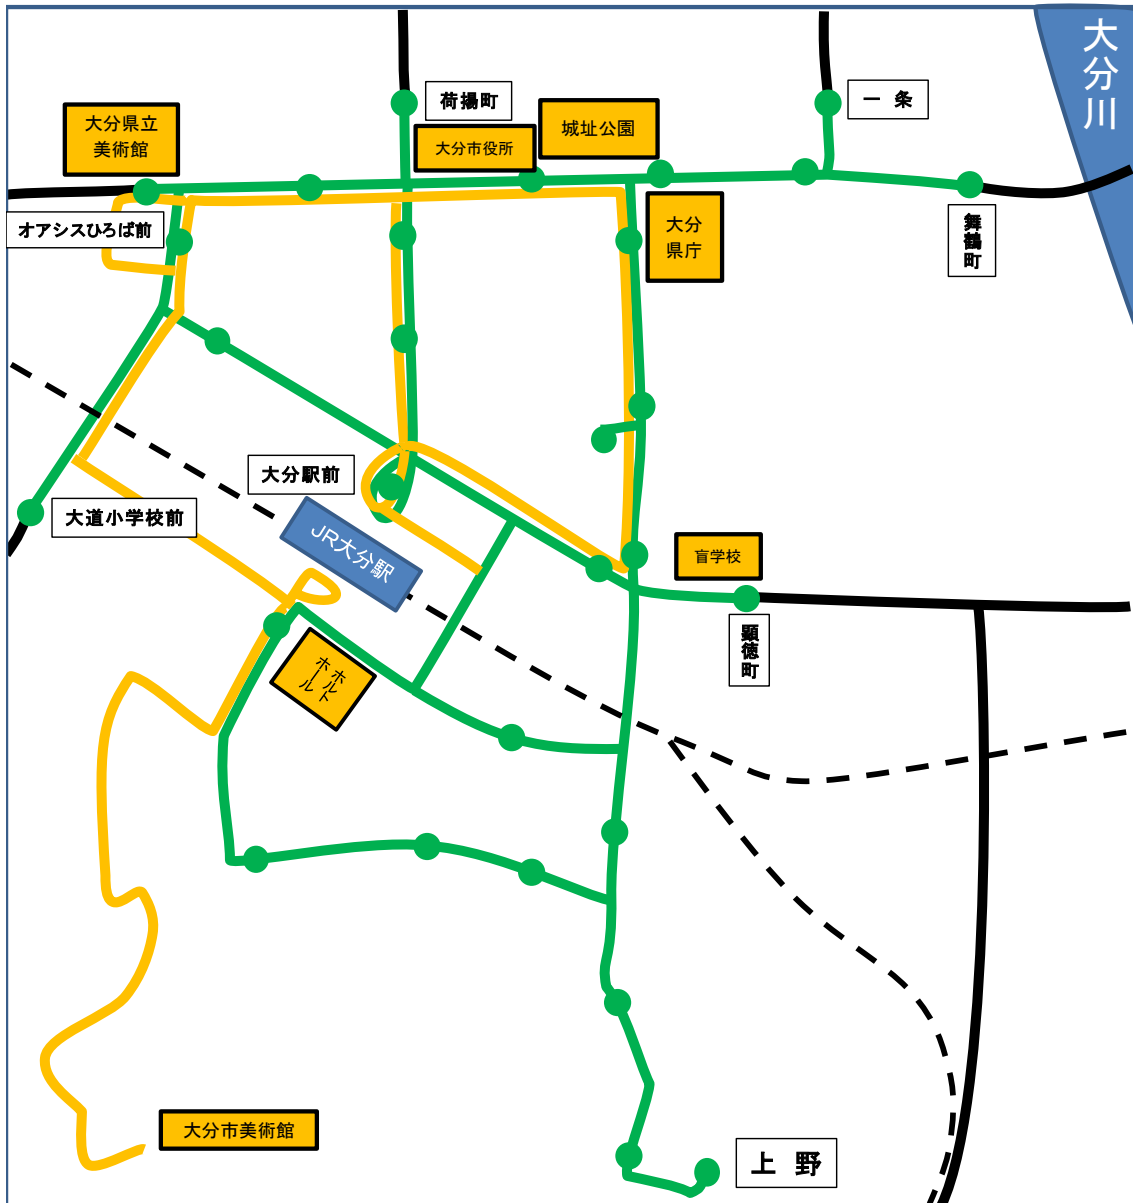 大分川
荷揚町
一条
大分県立
美術館
城址公園
大分市役所
オアシスひろば前
大分
県庁
舞鶴町
大分駅前
大道小学校前
JR大分駅
盲学校
顕徳町
ホルト
ホール
大分市美術館
上野